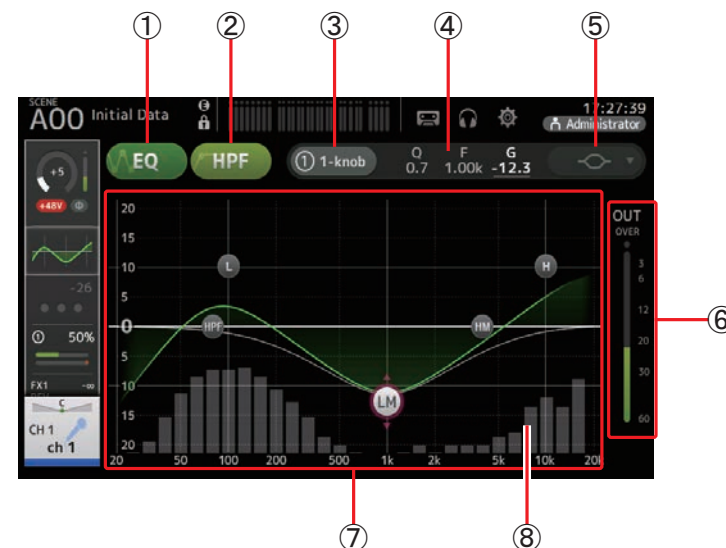 ① ② ③ ④ ⑤
SCENE
A00 Initial Data
E
17:27:39
Administrator
EQ HPF ① 1-knob
Q F G
0.7 1.00k -12.3
+5
+48V Φ
-26
① 50%
FX1 -∞
C
CH 1
ch 1
20
15
10
5
0
5
10
15
20
L H
HPF HM
LM
20 50 100 200 500 1k 2k 5k 10k 20k
OUT
OVER
3
6
12
20
30
60
⑥
⑦ ⑧